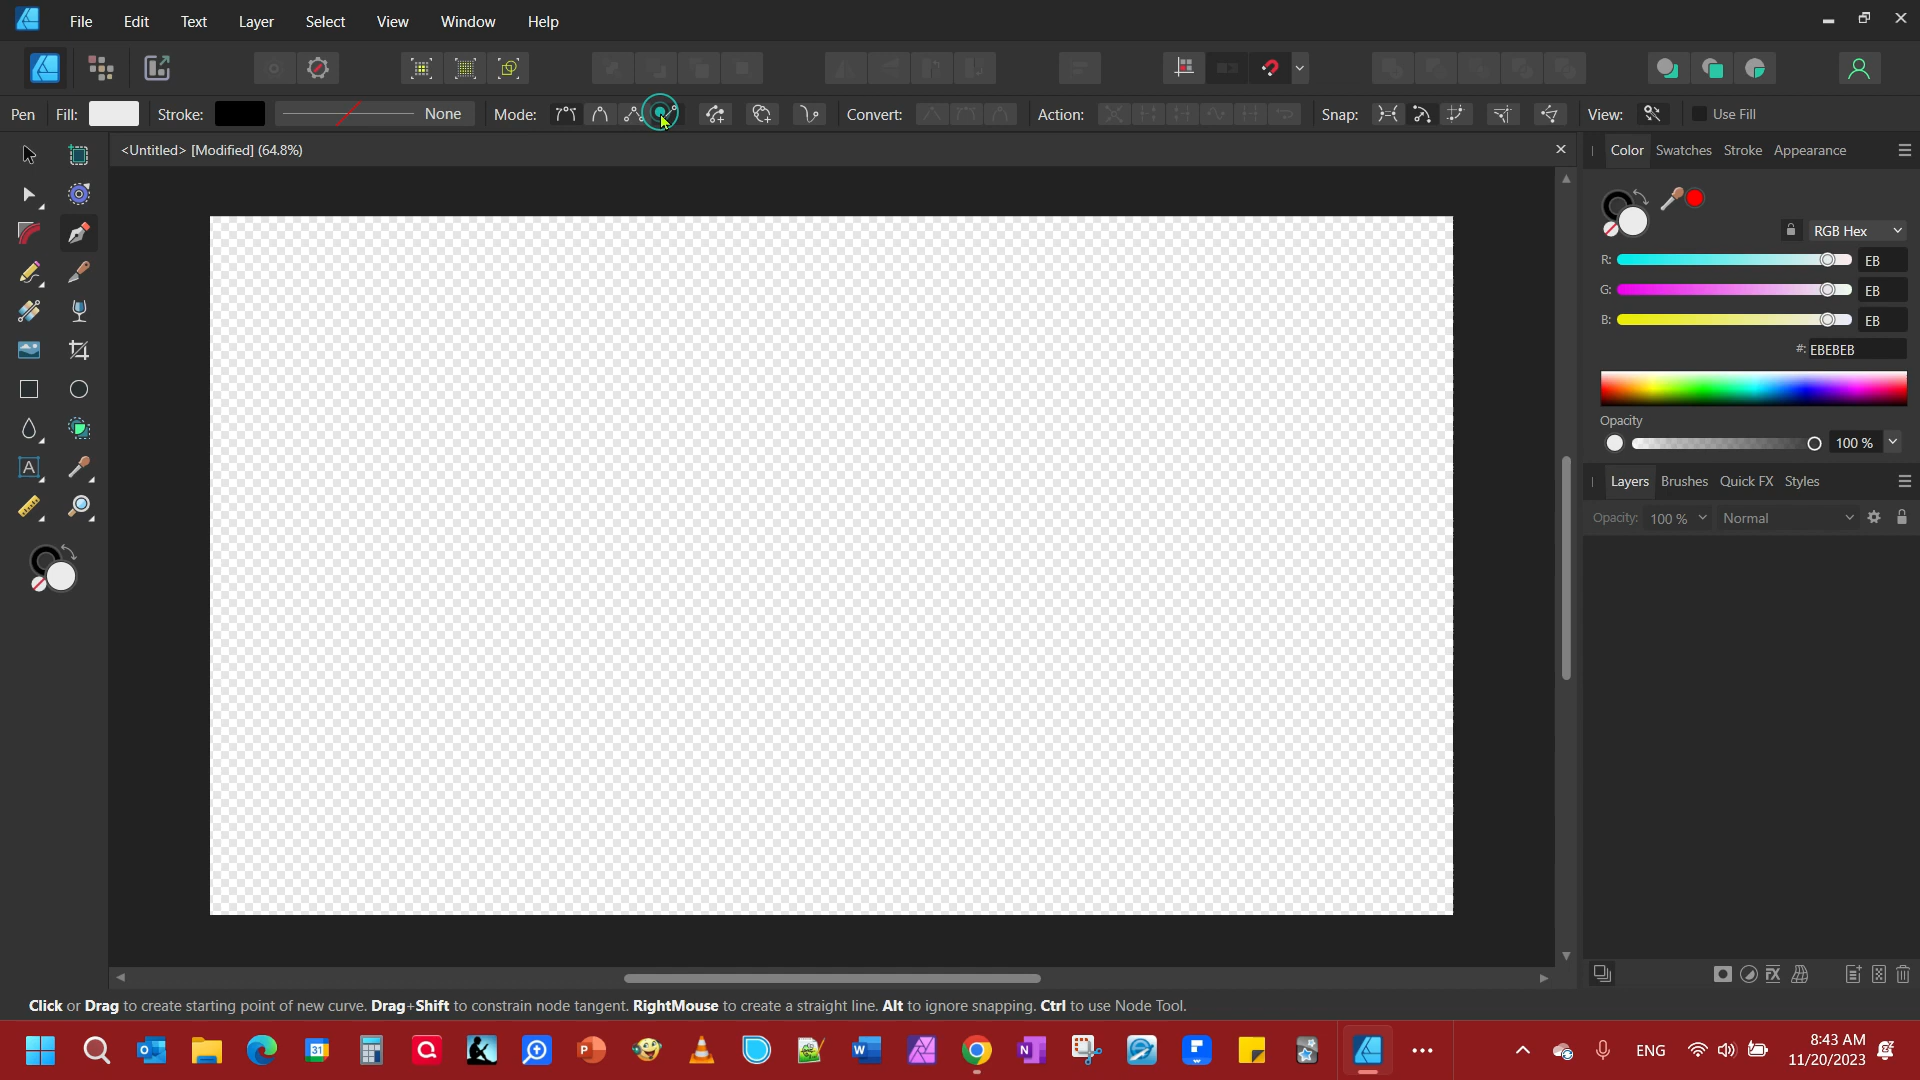 File Edit Text Layer Select View Window Help
Pen Fill: Stroke: None Mode: Convert: Action: Snap: View: Use Fill
<Untitled> [Modified] (64.8%)
Color Swatches Stroke Appearance
RGB Hex
R: EB
G: EB
B: EB
#: EBEBEB
Opacity
100 %
Layers Brushes Quick FX Styles
Opacity: 100 % Normal
Click or Drag to create starting point of new curve. Drag+Shift to constrain node tangent. RightMouse to create a straight line. Alt to ignore snapping. Ctrl to use Node Tool.
ENG
8:43 AM
11/20/2023